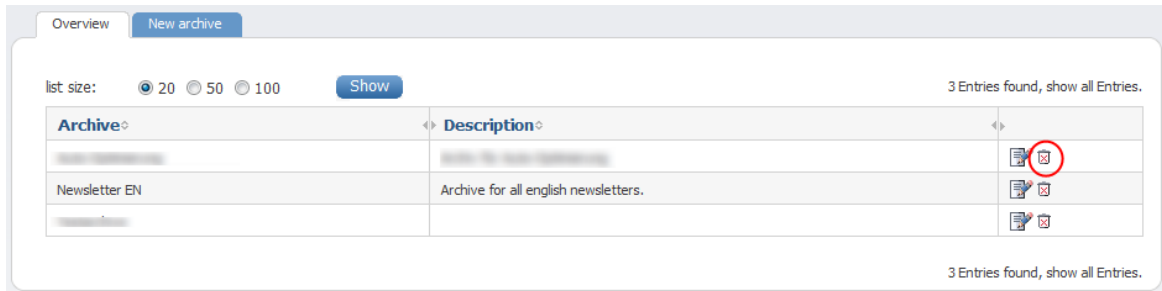 Overview New archive
list size: 20 50 100 Show 3 Entries found, show all Entries.
Archive Description
Newsletter EN Archive for all english newsletters.
3 Entries found, show all Entries.